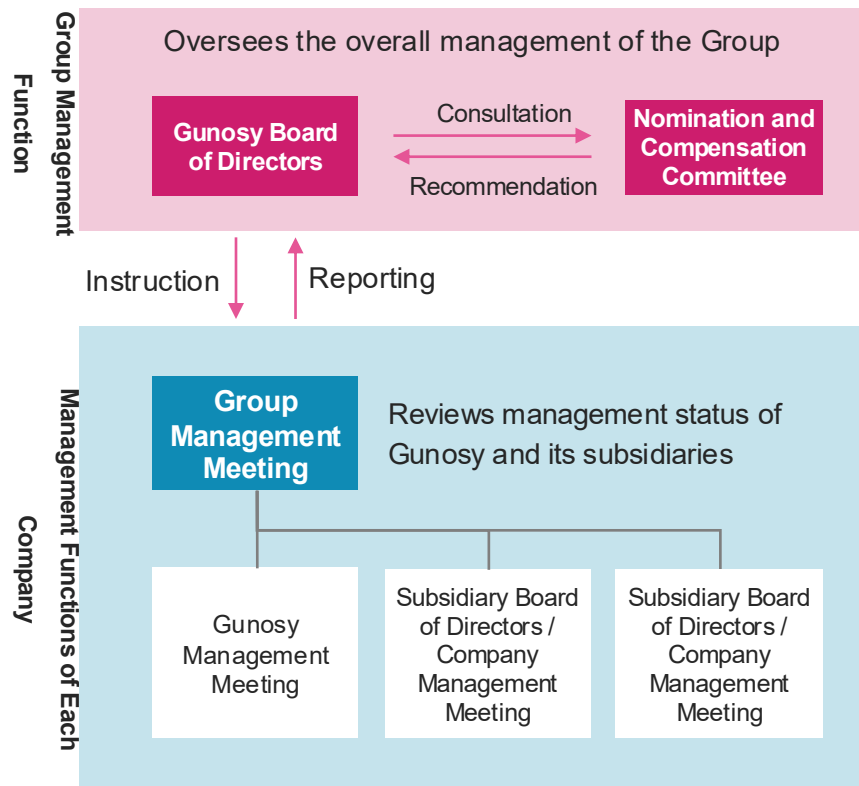 Group Management
Function
Oversees the overall management of the Group
Gunosy Board
of Directors
Consultation
Recommendation
Nomination and
Compensation
Committee
Instruction
Reporting
Management Functions of Each
Company
Group
Management
Meeting
Reviews management status of
Gunosy and its subsidiaries
Gunosy
Management
Meeting
Subsidiary Board
of Directors /
Company
Management
Meeting
Subsidiary Board
of Directors /
Company
Management
Meeting